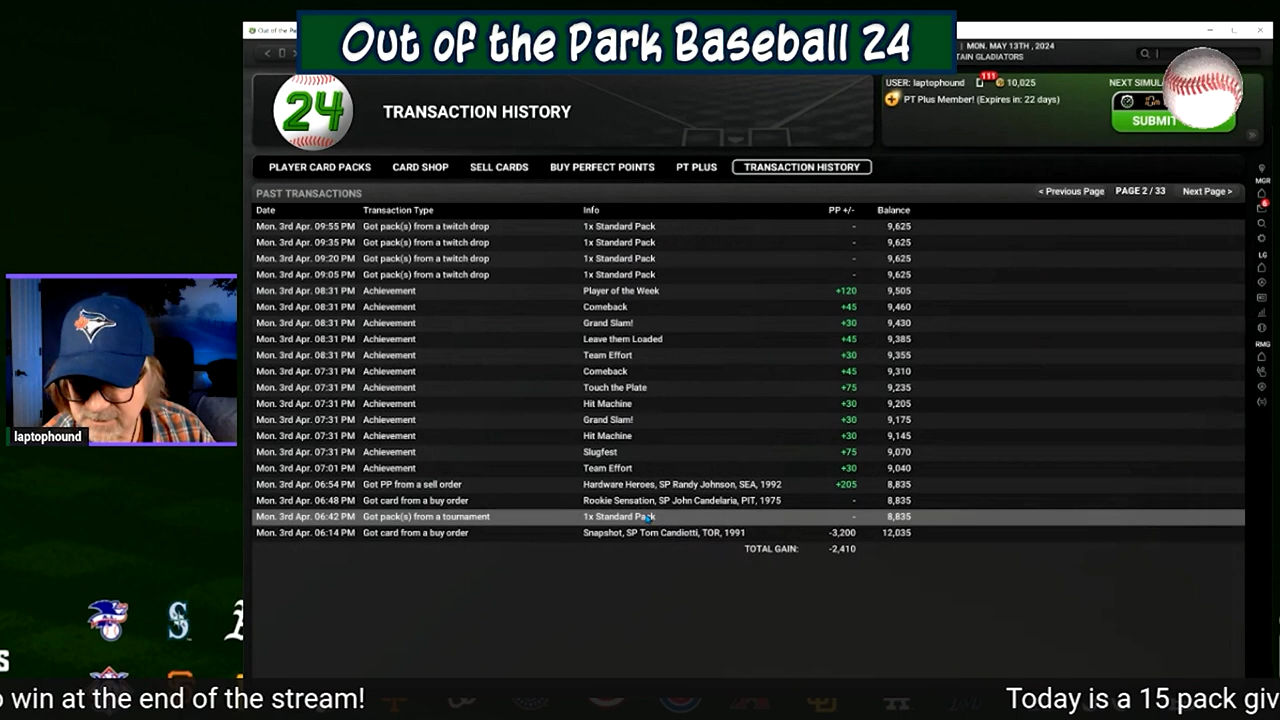 Out of the Park Baseball 24
Out of the Pa
MON. MAY 13TH, 2024
TAIN GLADIATORS
24
TRANSACTION HISTORY
USER: laptophound 111 10,025
NEXT SIMUL
PT Plus Member! (Expires in: 22 days)
SUBMIT
PLAYER CARD PACKS CARD SHOP SELL CARDS BUY PERFECT POINTS PT PLUS TRANSACTION HISTORY
PAST TRANSACTIONS < Previous Page PAGE 2 / 33 Next Page >
Date Transaction Type Info PP +/- Balance
Mon. 3rd Apr. 09:55 PM Got pack(s) from a twitch drop 1x Standard Pack - 9,625
Mon. 3rd Apr. 09:35 PM Got pack(s) from a twitch drop 1x Standard Pack - 9,625
Mon. 3rd Apr. 09:20 PM Got pack(s) from a twitch drop 1x Standard Pack - 9,625
Mon. 3rd Apr. 09:05 PM Got pack(s) from a twitch drop 1x Standard Pack - 9,625
Mon. 3rd Apr. 08:31 PM Achievement Player of the Week +120 9,505
Mon. 3rd Apr. 08:31 PM Achievement Comeback +45 9,460
Mon. 3rd Apr. 08:31 PM Achievement Grand Slam! +30 9,430
Mon. 3rd Apr. 08:31 PM Achievement Leave them Loaded +45 9,385
Mon. 3rd Apr. 08:31 PM Achievement Team Effort +30 9,355
Mon. 3rd Apr. 07:31 PM Achievement Comeback +45 9,310
Mon. 3rd Apr. 07:31 PM Achievement Touch the Plate +75 9,235
Mon. 3rd Apr. 07:31 PM Achievement Hit Machine +30 9,205
Mon. 3rd Apr. 07:31 PM Achievement Grand Slam! +30 9,175
Mon. 3rd Apr. 07:31 PM Achievement Hit Machine +30 9,145
Mon. 3rd Apr. 07:31 PM Achievement Slugfest +75 9,070
Mon. 3rd Apr. 07:01 PM Achievement Team Effort +30 9,040
Mon. 3rd Apr. 06:54 PM Got PP from a sell order Hardware Heroes, SP Randy Johnson, SEA, 1992 +205 8,835
Mon. 3rd Apr. 06:48 PM Got card from a buy order Rookie Sensation, SP John Candelaria, PIT, 1975 - 8,835
Mon. 3rd Apr. 06:42 PM Got pack(s) from a tournament 1x Standard Pack - 8,835
Mon. 3rd Apr. 06:14 PM Got card from a buy order Snapshot, SP Tom Candiotti, TOR, 1991 -3,200 12,035
TOTAL GAIN: -2,410
MGR
6
LG
RMG
laptophound
S
o win at the end of the stream! Today is a 15 pack giv